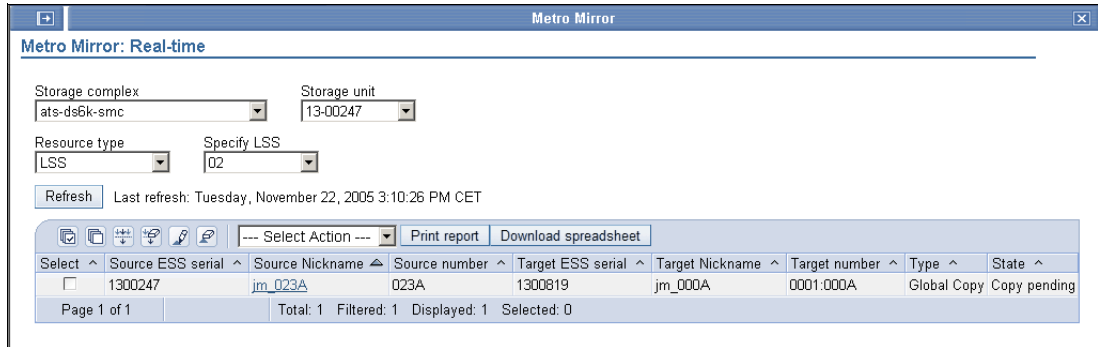 Metro Mirror
Metro Mirror: Real-time
Storage complex Storage unit
ats-ds6k-smc 13-00247
Resource type Specify LSS
LSS 02
Refresh Last refresh: Tuesday, November 22, 2005 3:10:26 PM CET
--- Select Action --- Print report Download spreadsheet
Select Source ESS serial Source Nickname Source number Target ESS serial Target Nickname Target number Type State
1300247 jm_023A 023A 1300819 jm_000A 0001:000A Global Copy Copy pending
Page 1 of 1 Total: 1 Filtered: 1 Displayed: 1 Selected: 0